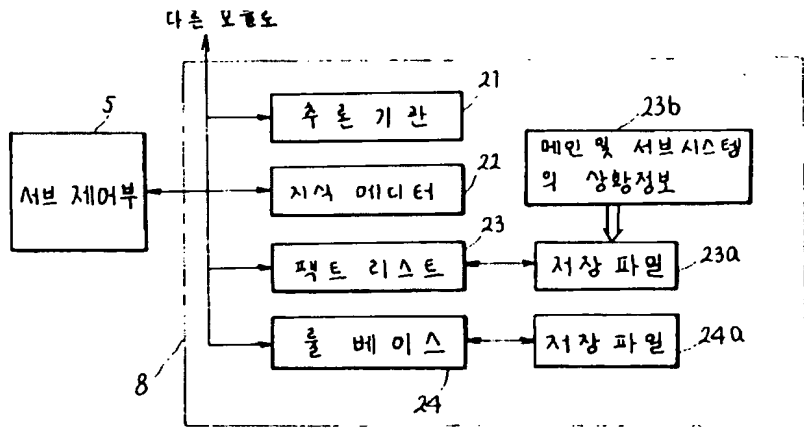 다른 모듈로
5
서브 제어부
21
추론 기관
22
지식 에디터
23
팩트 리스트
24
룰 베이스
23b
메인 및 서브시스템
의 상황정보
저장 파일
23a
저장 파일
24a
8